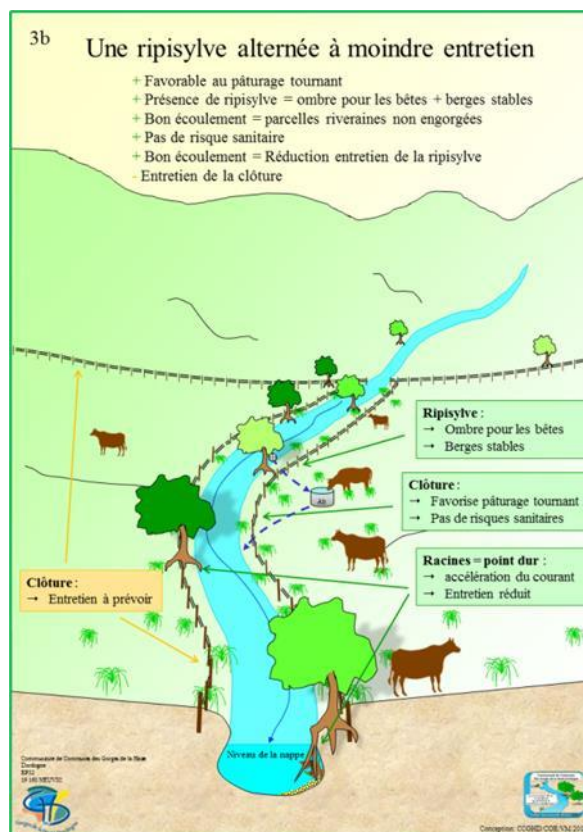 3b
Une ripisylve alternée à moindre entretien
+ Favorable au pâturage tournant
+ Présence de ripisylve = ombre pour les bêtes + berges stables
+ Bon écoulement = parcelles riveraines non engorgées
+ Pas de risque sanitaire
+ Bon écoulement = Réduction entretien de la ripisylve
- Entretien de la clôture
Ripisylve :
→ Ombre pour les bêtes
→ Berges stables
Clôture :
→ Favorise pâturage tournant
→ Pas de risques sanitaires
Racines = point dur :
→ accélération du courant
→ Entretien réduit
Clôture :
→ Entretien à prévoir
Niveau de la nappe
Communauté de Communes des Gorges de la Haute
Dordogne
19 160 NEUVIC